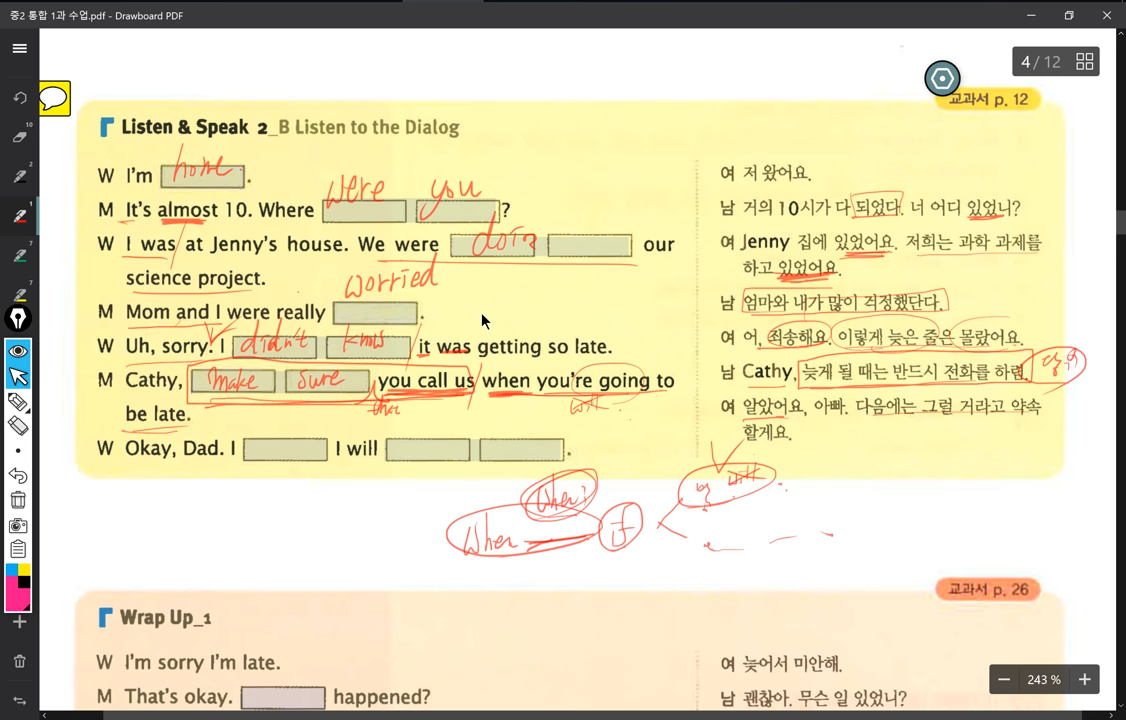 중2 통합 1과 수업.pdf - Drawboard PDF
4 / 12
교과서 p. 12
Listen & Speak 2_B Listen to the Dialog
W I'm home.
M It's almost 10. Where were you?
W I was at Jenny's house. We were doing our
science project.
M Mom and I were really worried.
W Uh, sorry. I didn't know it was getting so late.
M Cathy, make sure you call us when you're going to
be late.
W Okay, Dad. I I will .
여 저 왔어요.
남 거의 10시가 다 되었다. 너 어디 있었니?
여 Jenny 집에 있었어요. 저희는 과학 과제를
하고 있었어요.
남 엄마와 내가 많이 걱정했단다.
여 어, 죄송해요. 이렇게 늦은 줄은 몰랐어요.
남 Cathy, 늦게 될 때는 반드시 전화를 하렴.
여 알았어요, 아빠. 다음에는 그럴 거라고 약속
할게요.
will
when
When if
will
교과서 p. 26
Wrap Up_1
W I'm sorry I'm late.
M That's okay. happened?
여 늦어서 미안해.
남 괜찮아. 무슨 일 있었니?
243 %
10
2
1
7
7